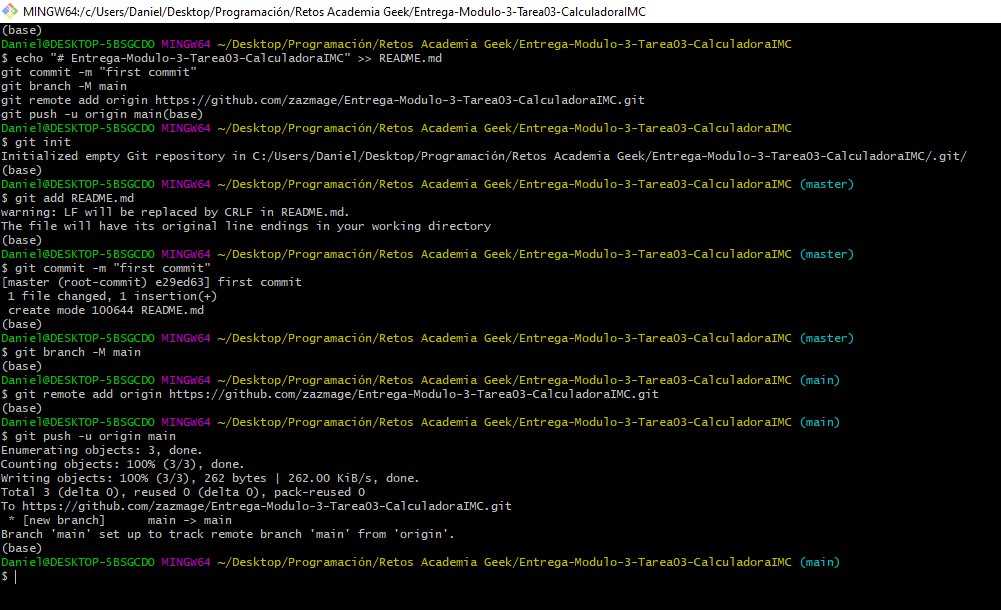 MINGW64:/c/Users/Daniel/Desktop/Programación/Retos Academia Geek/Entrega-Modulo-3-Tarea03-CalculadoraIMC
(base)
Daniel@DESKTOP-5BSGCDO MINGW64 ~/Desktop/Programación/Retos Academia Geek/Entrega-Modulo-3-Tarea03-CalculadoraIMC
$ echo "# Entrega-Modulo-3-Tarea03-CalculadoraIMC" >> README.md
git commit -m "first commit"
git branch -M main
git remote add origin https://github.com/zazmage/Entrega-Modulo-3-Tarea03-CalculadoraIMC.git
git push -u origin main(base)
Daniel@DESKTOP-5BSGCDO MINGW64 ~/Desktop/Programación/Retos Academia Geek/Entrega-Modulo-3-Tarea03-CalculadoraIMC
$ git init
Initialized empty Git repository in C:/Users/Daniel/Desktop/Programación/Retos Academia Geek/Entrega-Modulo-3-Tarea03-CalculadoraIMC/.git/
(base)
Daniel@DESKTOP-5BSGCDO MINGW64 ~/Desktop/Programación/Retos Academia Geek/Entrega-Modulo-3-Tarea03-CalculadoraIMC (master)
$ git add README.md
warning: LF will be replaced by CRLF in README.md.
The file will have its original line endings in your working directory
(base)
Daniel@DESKTOP-5BSGCDO MINGW64 ~/Desktop/Programación/Retos Academia Geek/Entrega-Modulo-3-Tarea03-CalculadoraIMC (master)
$ git commit -m "first commit"
[master (root-commit) e29ed63] first commit
 1 file changed, 1 insertion(+)
 create mode 100644 README.md
(base)
Daniel@DESKTOP-5BSGCDO MINGW64 ~/Desktop/Programación/Retos Academia Geek/Entrega-Modulo-3-Tarea03-CalculadoraIMC (master)
$ git branch -M main
(base)
Daniel@DESKTOP-5BSGCDO MINGW64 ~/Desktop/Programación/Retos Academia Geek/Entrega-Modulo-3-Tarea03-CalculadoraIMC (main)
$ git remote add origin https://github.com/zazmage/Entrega-Modulo-3-Tarea03-CalculadoraIMC.git
(base)
Daniel@DESKTOP-5BSGCDO MINGW64 ~/Desktop/Programación/Retos Academia Geek/Entrega-Modulo-3-Tarea03-CalculadoraIMC (main)
$ git push -u origin main
Enumerating objects: 3, done.
Counting objects: 100% (3/3), done.
Writing objects: 100% (3/3), 262 bytes | 262.00 KiB/s, done.
Total 3 (delta 0), reused 0 (delta 0), pack-reused 0
To https://github.com/zazmage/Entrega-Modulo-3-Tarea03-CalculadoraIMC.git
 * [new branch]      main -> main
Branch 'main' set up to track remote branch 'main' from 'origin'.
(base)
Daniel@DESKTOP-5BSGCDO MINGW64 ~/Desktop/Programación/Retos Academia Geek/Entrega-Modulo-3-Tarea03-CalculadoraIMC (main)
$